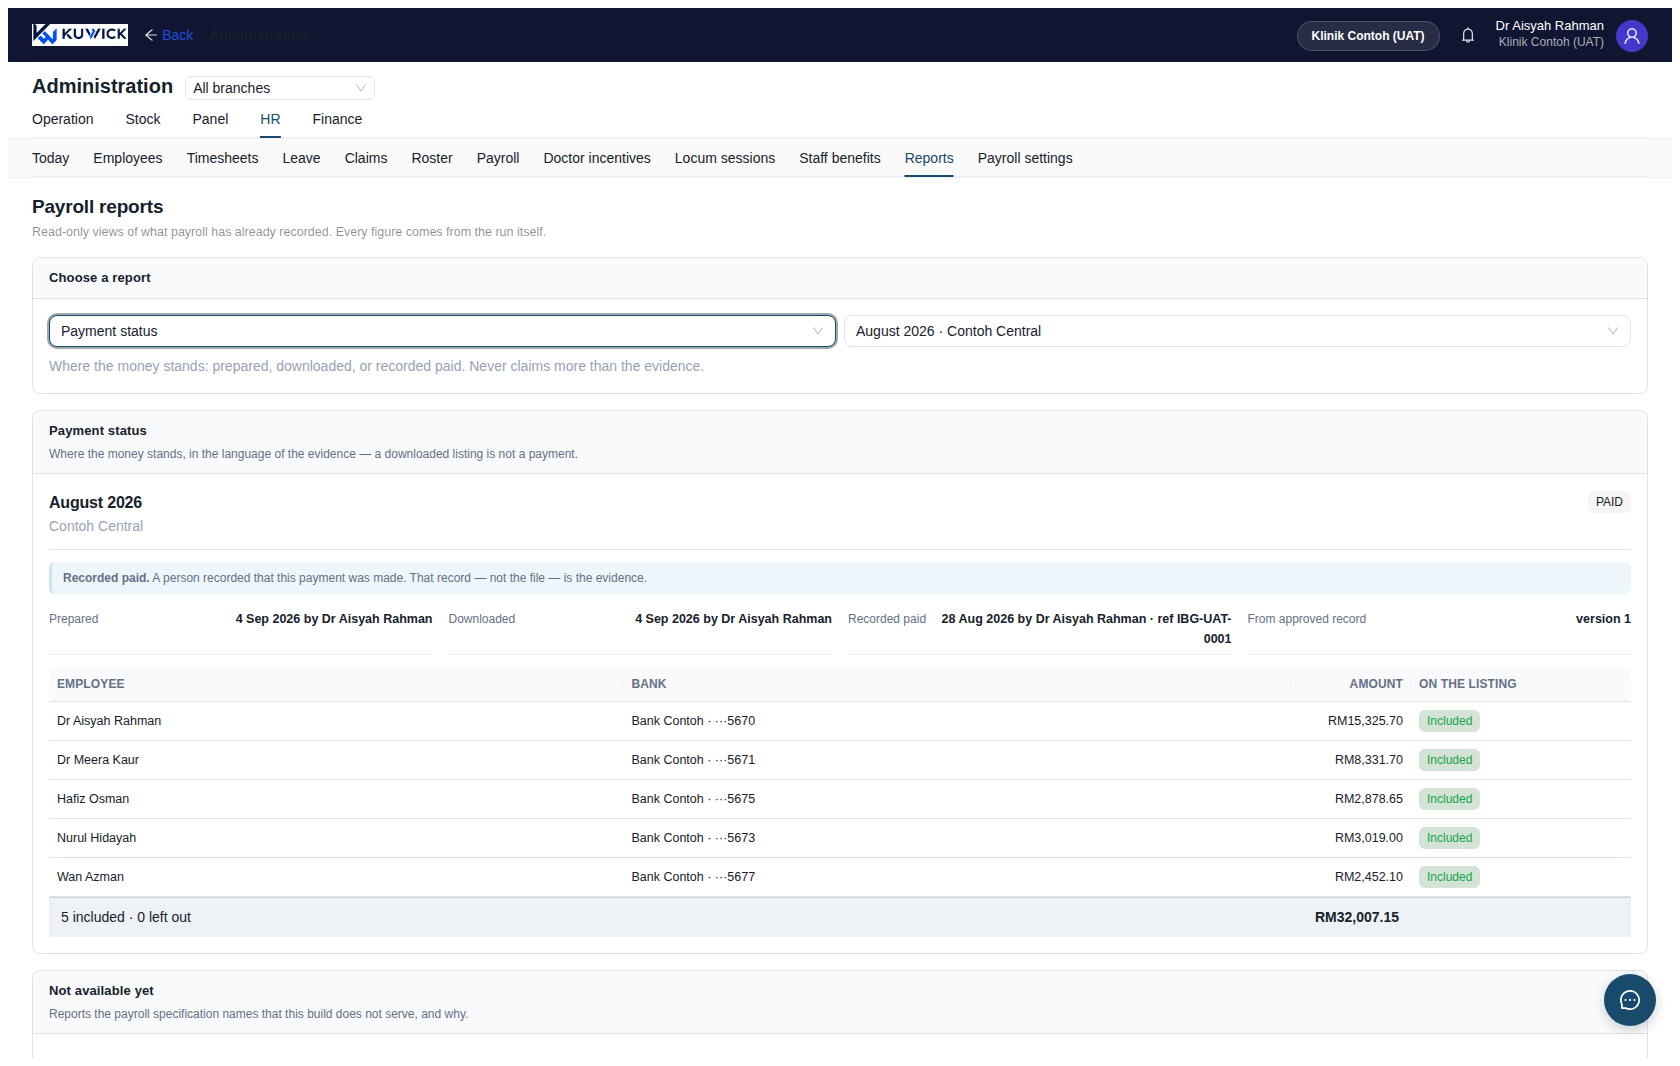 KUWICK
Back
Administration
Klinik Contoh (UAT)
Dr Aisyah Rahman
Klinik Contoh (UAT)
Administration
All branches
Operation Stock Panel HR Finance
Today Employees Timesheets Leave Claims Roster Payroll Doctor incentives Locum sessions Staff benefits Reports Payroll settings
Payroll reports
Read-only views of what payroll has already recorded. Every figure comes from the run itself.
Choose a report
Payment status
August 2026 · Contoh Central
Where the money stands: prepared, downloaded, or recorded paid. Never claims more than the evidence.
Payment status
Where the money stands, in the language of the evidence — a downloaded listing is not a payment.
August 2026
PAID
Contoh Central
Recorded paid. A person recorded that this payment was made. That record — not the file — is the evidence.
Prepared 4 Sep 2026 by Dr Aisyah Rahman
Downloaded 4 Sep 2026 by Dr Aisyah Rahman
Recorded paid 28 Aug 2026 by Dr Aisyah Rahman · ref IBG-UAT-
0001
From approved record version 1
EMPLOYEE BANK AMOUNT ON THE LISTING
Dr Aisyah Rahman Bank Contoh · ···5670 RM15,325.70 Included
Dr Meera Kaur Bank Contoh · ···5671 RM8,331.70 Included
Hafiz Osman Bank Contoh · ···5675 RM2,878.65 Included
Nurul Hidayah Bank Contoh · ···5673 RM3,019.00 Included
Wan Azman Bank Contoh · ···5677 RM2,452.10 Included
5 included · 0 left out RM32,007.15
Not available yet
Reports the payroll specification names that this build does not serve, and why.